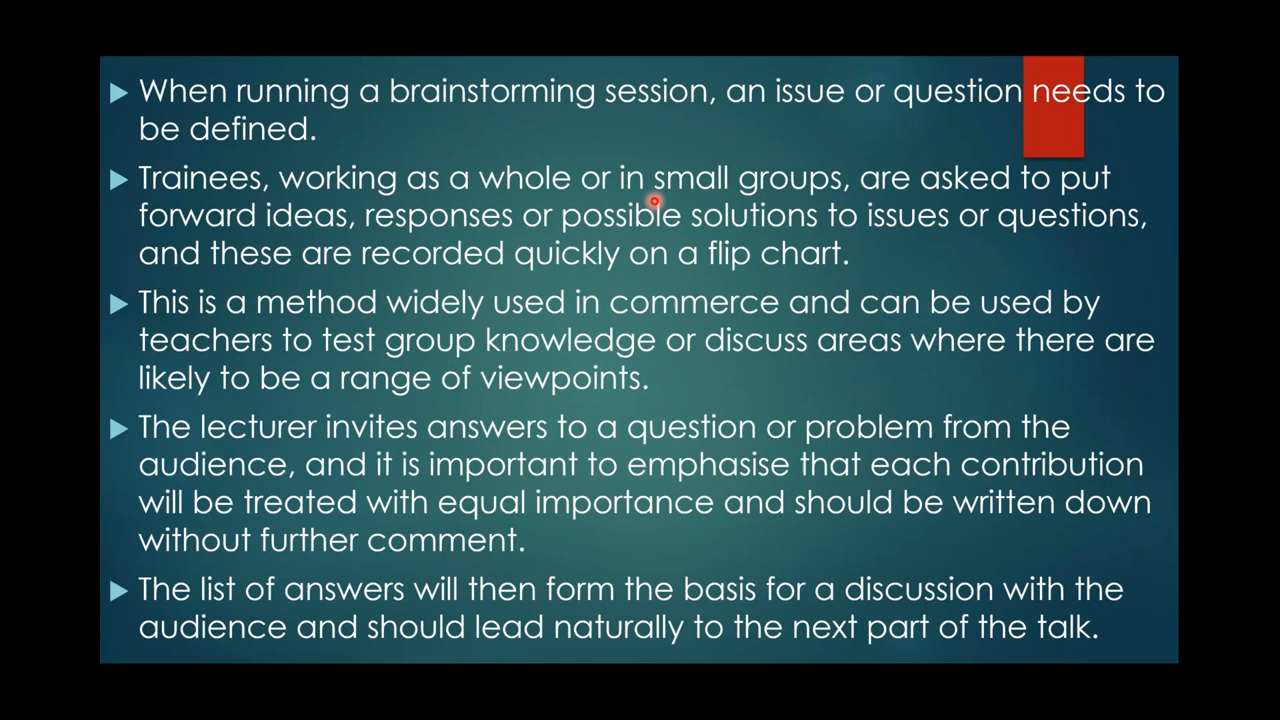 When running a brainstorming session, an issue or question needs to
be defined.
Trainees, working as a whole or in small groups, are asked to put
forward ideas, responses or possible solutions to issues or questions,
and these are recorded quickly on a flip chart.
This is a method widely used in commerce and can be used by
teachers to test group knowledge or discuss areas where there are
likely to be a range of viewpoints.
The lecturer invites answers to a question or problem from the
audience, and it is important to emphasise that each contribution
will be treated with equal importance and should be written down
without further comment.
The list of answers will then form the basis for a discussion with the
audience and should lead naturally to the next part of the talk.